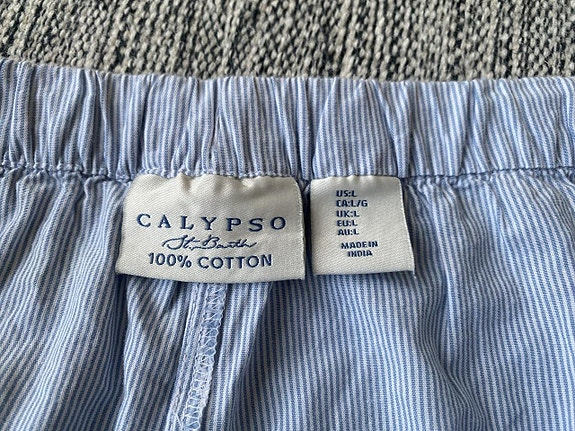 CALYPSO
St. Barth
100% COTTON
US:L
CA:L/G
UK:L
EU:L
AU:L
MADE IN
INDIA